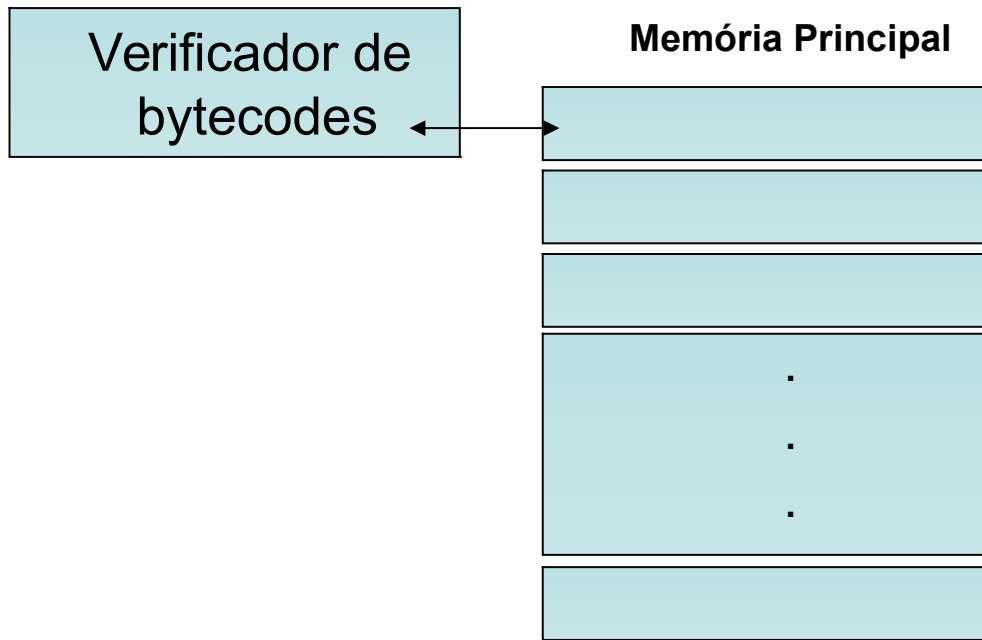 Verificador de
bytecodes
Memória Principal
.
.
.